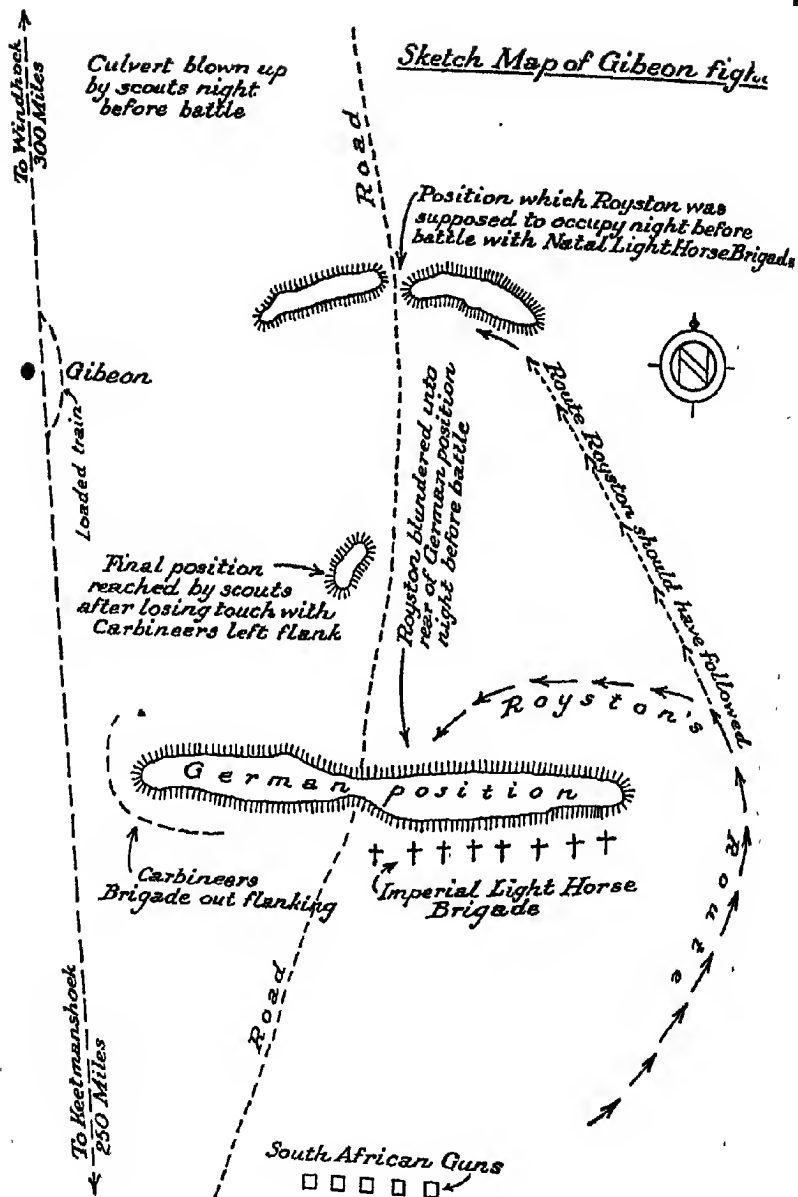 Sketch Map of Gibeon
To Windhoek
300 Miles
Culvert blown up
by scouts night
before battle
Road
Position which Royston was
supposed to occupy night before
battle with Natal Light Horse Brigade
N
Gibeon
Loaded train
Route Royston should have followed
Royston blundered into
rear of German position
night before battle
Final position
reached by scouts
after losing touch with
Carbineers left flank
Royston's
Route
German position
Carbineers
Brigade out flanking
Imperial Light Horse
Brigade
Road
To Keetmanshoek
250 Miles
South African Guns